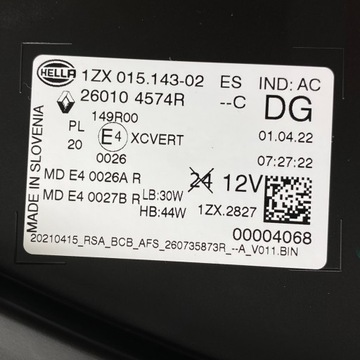 HELLA 1ZX 015.143-02 ES IND: AC
26010 4574R --C DG
149R00
PL E4 XCVERT 01.04.22
20
0026 07:27:22
MD E4 0026A R LB:30W 24 12V
MD E4 0027B R HB:44W 1ZX.2827
00004068
20210415_RSA_BCB_AFS_260735873R_--A_V011.BIN
MADE IN SLOVENIA